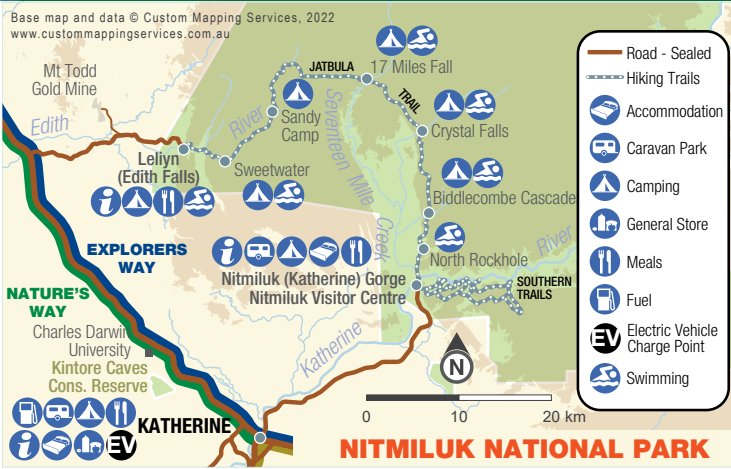 Base map and data © Custom Mapping Services, 2022
www.custommappingservices.com.au
Mt Todd
Gold Mine
Edith
River
JATBULA
TRAIL
17 Miles Fall
Sandy
Camp
Seventeen Mile
Creek
Crystal Falls
Leliyn
(Edith Falls)
Sweetwater
Biddlecombe Cascade
i
EXPLORERS
WAY
i
North Rockhole
River
Nitmiluk (Katherine) Gorge
Nitmiluk Visitor Centre
SOUTHERN
TRAILS
NATURE'S
WAY
Charles Darwin
University
Kintore Caves
Cons. Reserve
Katherine
N
KATHERINE
i
EV
0 10 20 km
NITMILUK NATIONAL PARK
Road - Sealed
Hiking Trails
Accommodation
Caravan Park
Camping
General Store
Meals
Fuel
EV
Electric Vehicle
Charge Point
Swimming